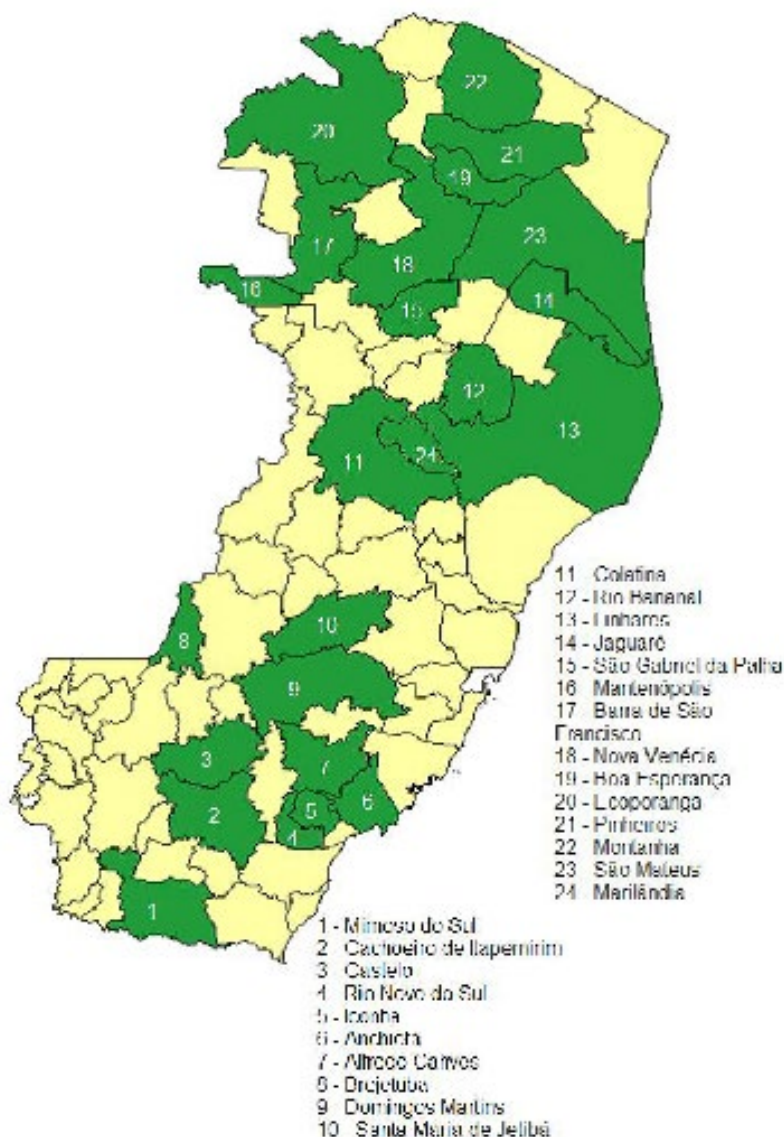 22
20
21
19
23
17
18
16
14
15
12
13
11
24
10
8
9
3
7
6
2
5
4
1
11 - Colatina
12 - Rio Bananal
13 - Linhares
14 - Jaguaré
15 - São Gabriel da Palha
16 Mantenópolis
17 - Barra de São
Francisco
18 - Nova Venécia
19 - Boa Esperança
20 - Ecoporanga
21 - Pinheiros
22 Montanha
23 São Mateus
24 Marilândia
1 - Mimoso do Sul
2 Cachoeiro de Itapemirim
3 Castelo
4 Rio Novo do Sul
5 - Iconha
6 - Anchieta
7 - Alfredo Chaves
8 - Brejetuba
9 Domingos Martins
10 Santa Maria de Jetibá